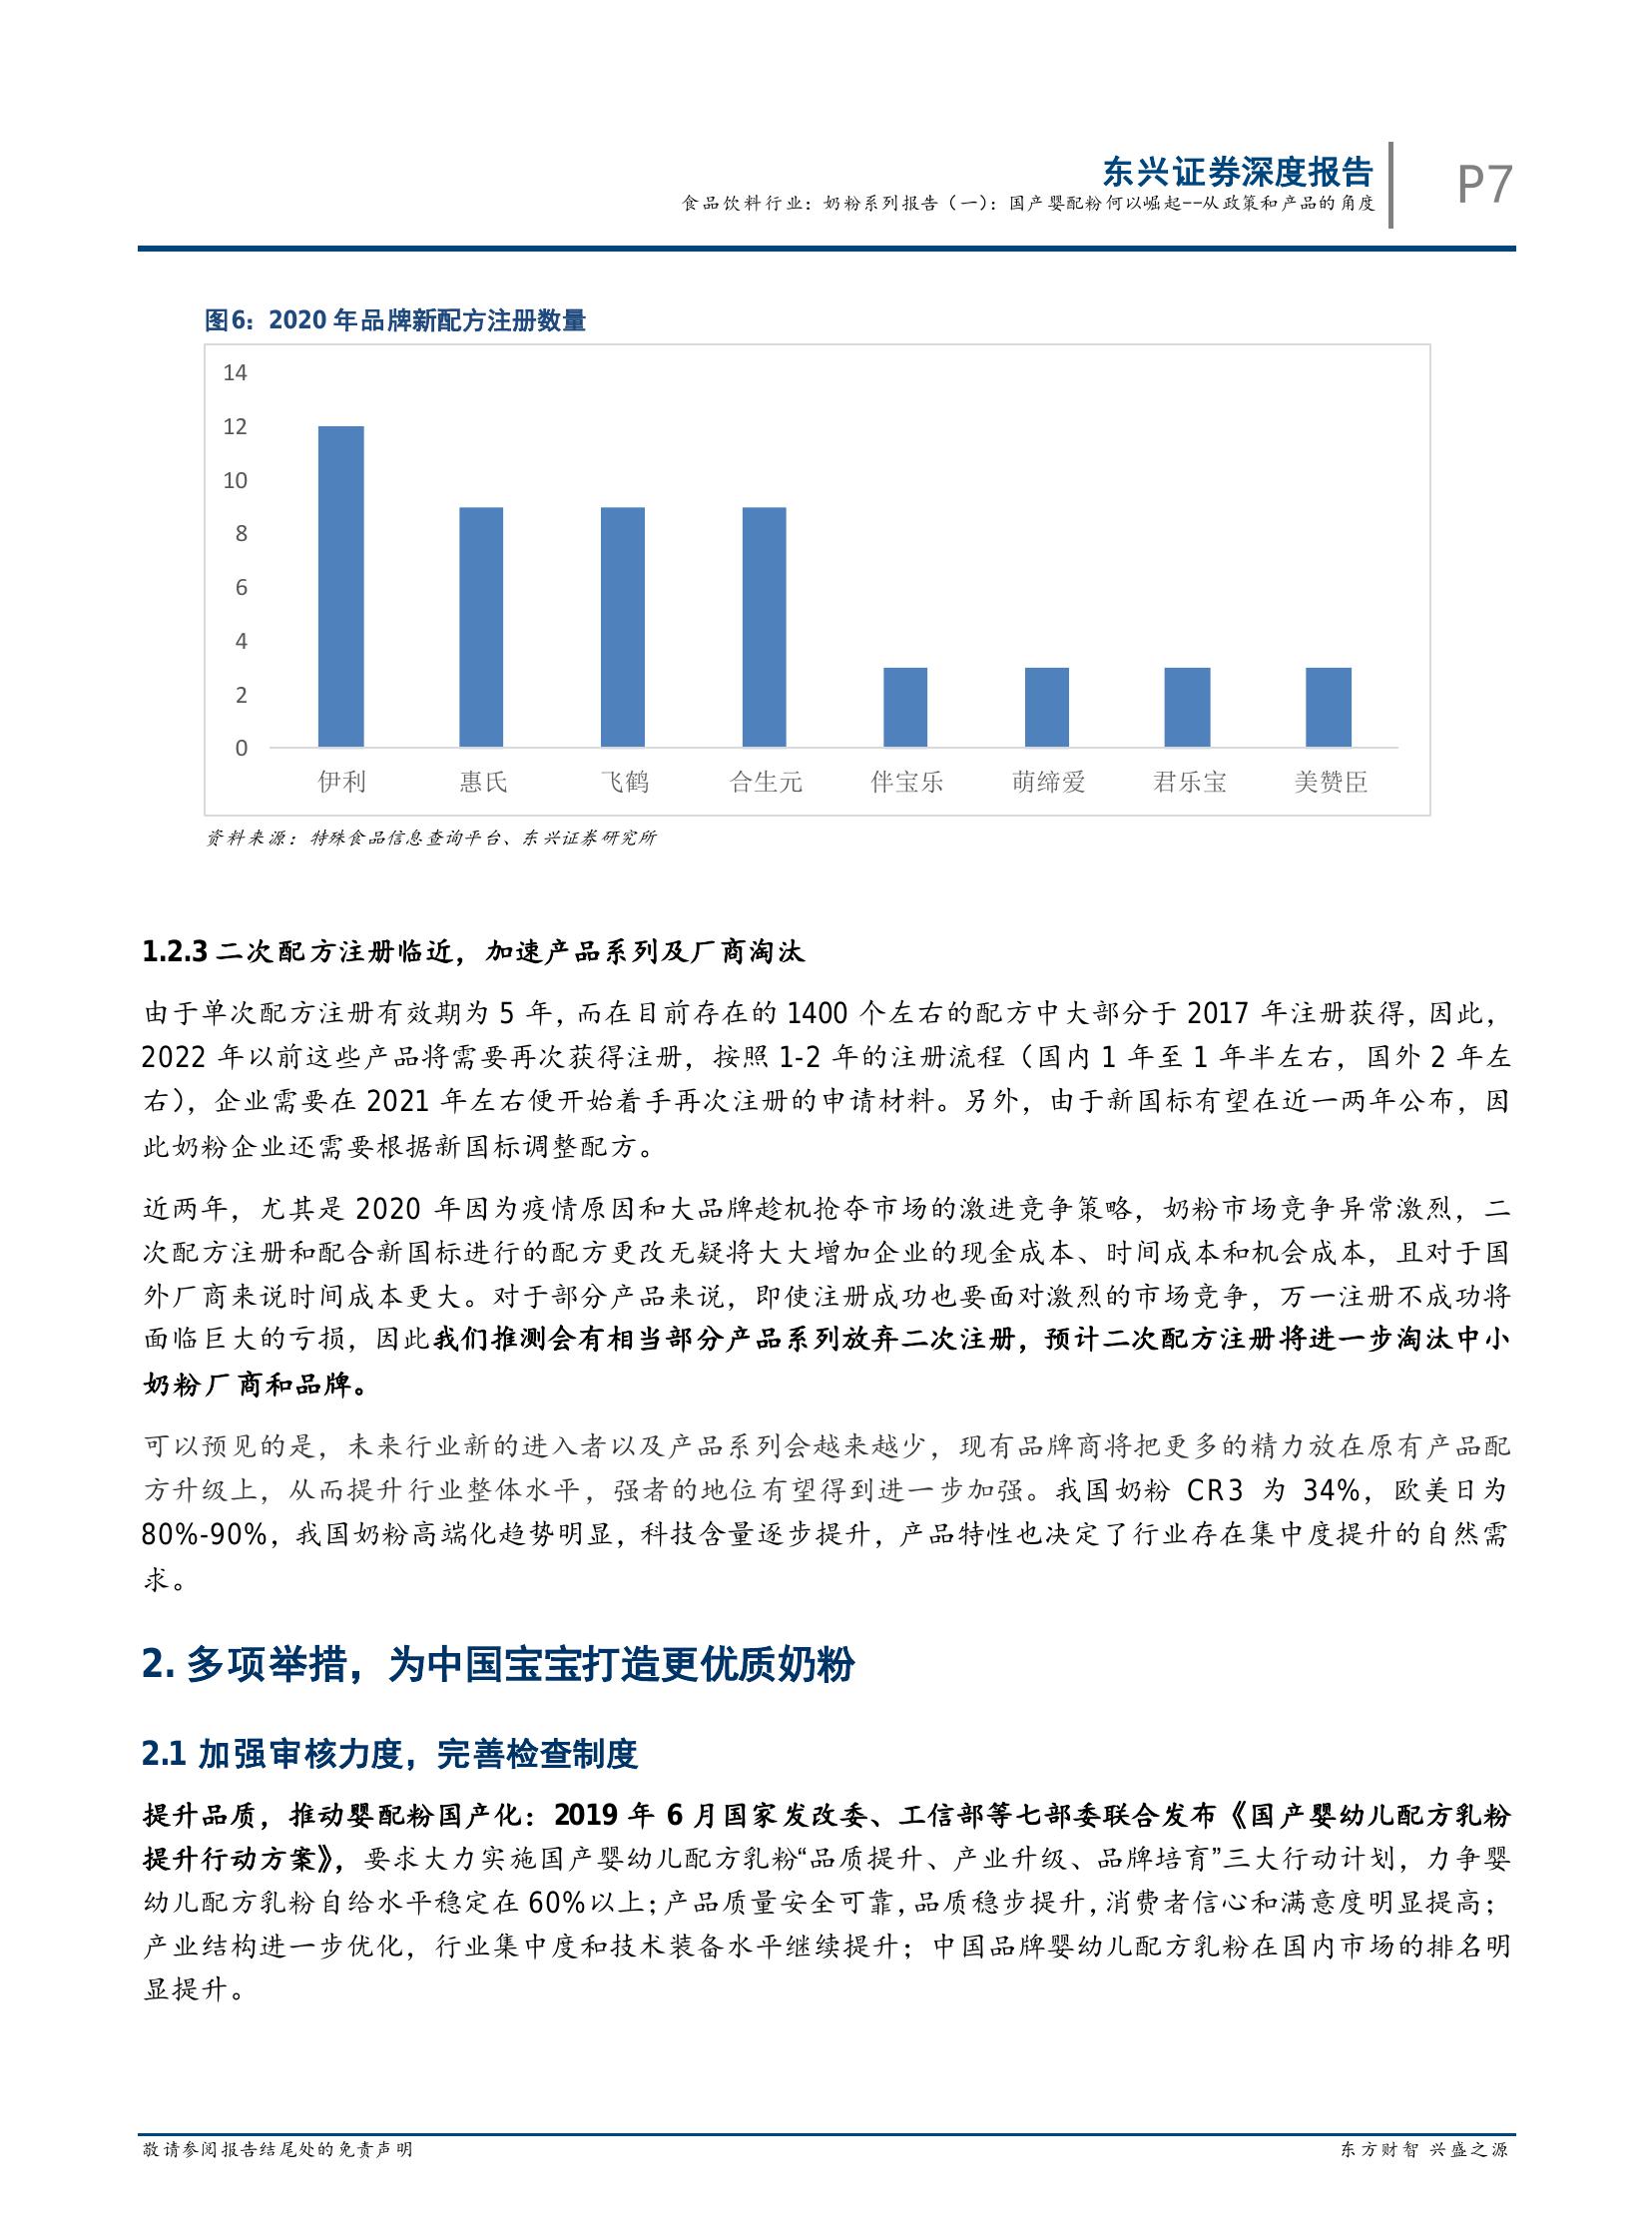 东兴证券深度报告
食品饮料行业：奶粉系列报告（一）：国产婴配粉何以崛起--从政策和产品的角度
P7
图6：2020 年品牌新配方注册数量
14
12
10
8
6
4
2
0
伊利 惠氏 飞鹤 合生元 伴宝乐 萌缔爱 君乐宝 美赞臣
资料来源：特殊食品信息查询平台、东兴证券研究所
1.2.3 二次配方注册临近，加速产品系列及厂商淘汰
由于单次配方注册有效期为 5 年，而在目前存在的 1400 个左右的配方中大部分于 2017 年注册获得，因此，
2022 年以前这些产品将需要再次获得注册，按照 1-2 年的注册流程（国内 1 年至 1 年半左右，国外 2 年左
右），企业需要在 2021 年左右便开始着手再次注册的申请材料。另外，由于新国标有望在近一两年公布，因
此奶粉企业还需要根据新国标调整配方。
近两年，尤其是 2020 年因为疫情原因和大品牌趁机抢夺市场的激进竞争策略，奶粉市场竞争异常激烈，二
次配方注册和配合新国标进行的配方更改无疑将大大增加企业的现金成本、时间成本和机会成本，且对于国
外厂商来说时间成本更大。对于部分产品来说，即使注册成功也要面对激烈的市场竞争，万一注册不成功将
面临巨大的亏损，因此我们推测会有相当部分产品系列放弃二次注册，预计二次配方注册将进一步淘汰中小
奶粉厂商和品牌。
可以预见的是，未来行业新的进入者以及产品系列会越来越少，现有品牌商将把更多的精力放在原有产品配
方升级上，从而提升行业整体水平，强者的地位有望得到进一步加强。我国奶粉 CR3 为 34%，欧美日为
80%-90%，我国奶粉高端化趋势明显，科技含量逐步提升，产品特性也决定了行业存在集中度提升的自然需
求。
2. 多项举措，为中国宝宝打造更优质奶粉
2.1 加强审核力度，完善检查制度
提升品质，推动婴配粉国产化：2019 年 6 月国家发改委、工信部等七部委联合发布《国产婴幼儿配方乳粉
提升行动方案》，要求大力实施国产婴幼儿配方乳粉“品质提升、产业升级、品牌培育”三大行动计划，力争婴
幼儿配方乳粉自给水平稳定在 60%以上；产品质量安全可靠，品质稳步提升，消费者信心和满意度明显提高；
产业结构进一步优化，行业集中度和技术装备水平继续提升；中国品牌婴幼儿配方乳粉在国内市场的排名明
显提升。
敬请参阅报告结尾处的免责声明
东方财智 兴盛之源